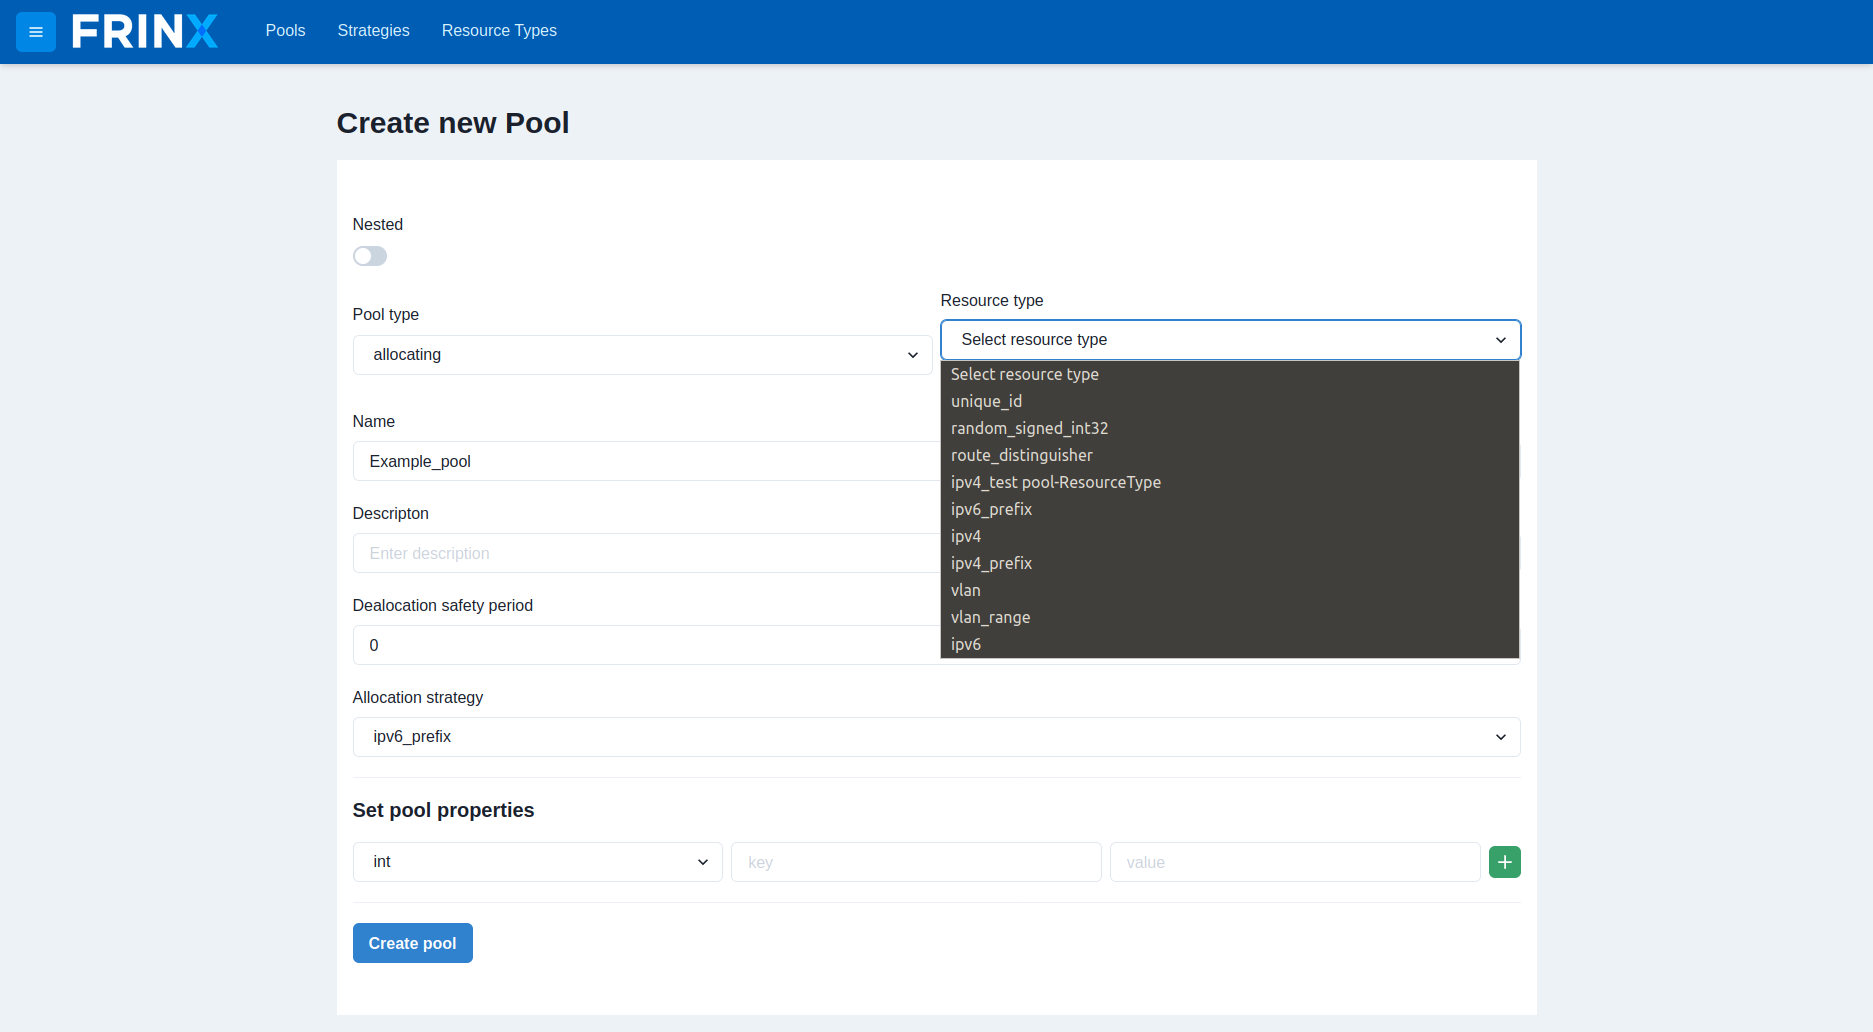 FRINX
Pools Strategies Resource Types
Create new Pool
Nested
Pool type
allocating
Resource type
Select resource type
Select resource type
unique_id
random_signed_int32
route_distinguisher
ipv4_test pool-ResourceType
ipv6_prefix
ipv4
ipv4_prefix
vlan
vlan_range
ipv6
Name
Example_pool
Descripton
Enter description
Dealocation safety period
0
Allocation strategy
ipv6_prefix
Set pool properties
int key value
Create pool